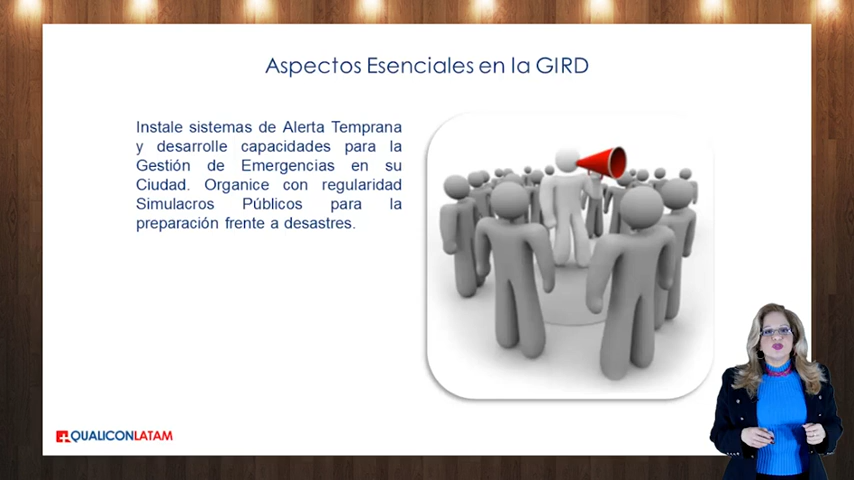 Aspectos Esenciales en la GIRD
Instale sistemas de Alerta Temprana
y desarrolle capacidades para la
Gestión de Emergencias en su
Ciudad. Organice con regularidad
Simulacros Públicos para la
preparación frente a desastres.
QUALICONLATAM